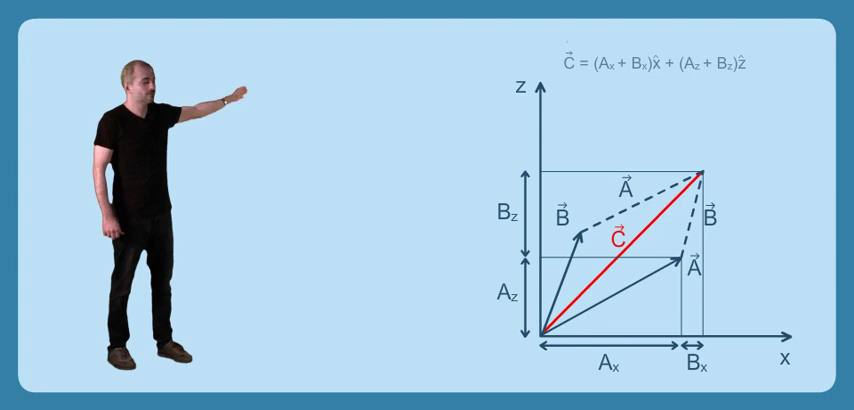 C⃗ = (Aₓ + Bₓ)x̂ + (A_z + B_z)ẑ
z
A⃗
B⃗
B⃗
B_z
C⃗
A⃗
A_z
Aₓ
Bₓ
x